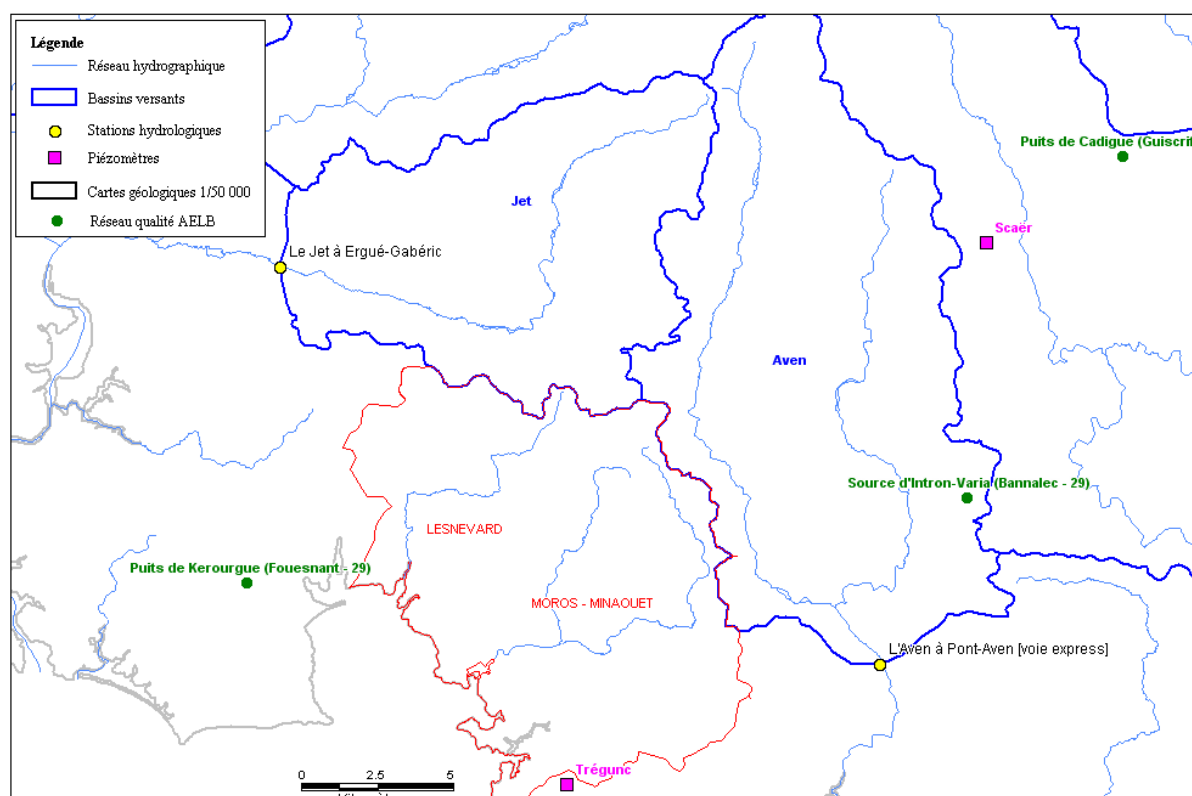 Légende
Réseau hydrographique
Bassins versants
Stations hydrologiques
Piézomètres
Cartes géologiques 1/50 000
Réseau qualité AELB
Puits de Cadigue (Guiscrif
Jet
Scaër
Le Jet à Ergué-Gabéric
Aven
Source d'Intron-Varia (Bannalec - 29)
LESNEVARD
Puits de Kerourgue (Fouesnant - 29)
MOROS - MINAOUET
L'Aven à Pont-Aven [voie express]
Trégunc
0 2.5 5